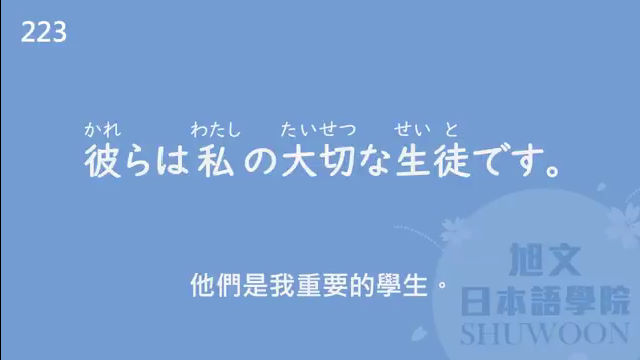 223
かれ わたし たいせつ せい と
彼らは私の大切な生徒です。
他們是我重要的學生。
旭文
日本語學院
SHUWOON